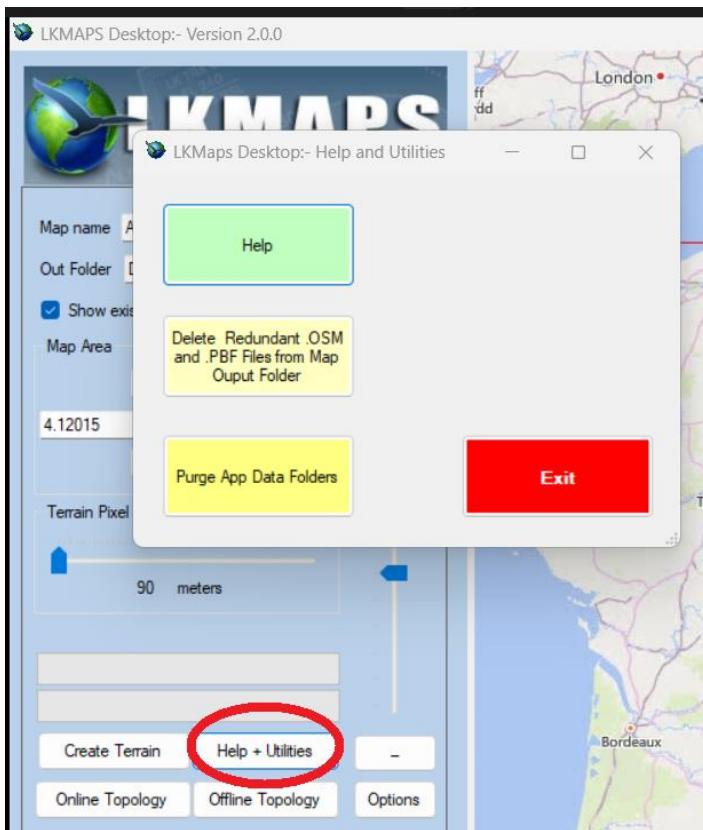 LKMAPS Desktop:- Version 2.0.0
LKMAPS
London
ff
dd
LKMaps Desktop:- Help and Utilities
Map name A
Help
Out Folder D
Show exis
Delete Redundant .OSM
and .PBF Files from Map
Ouput Folder
Map Area
4.12015
Purge App Data Folders
Exit
Terrain Pixel
T
90 meters
Bordeaux
Create Terrain
Help + Utilities
–
Online Topology
Offline Topology
Options